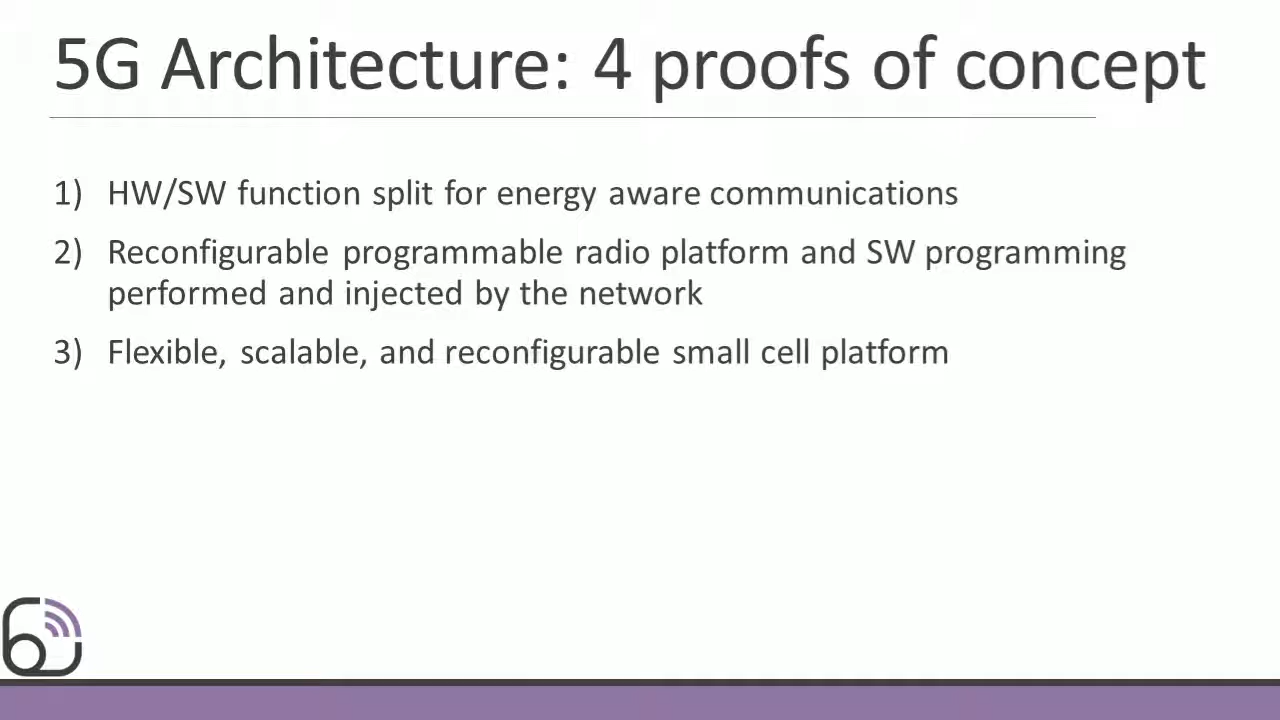 5G Architecture: 4 proofs of concept
1) HW/SW function split for energy aware communications
2) Reconfigurable programmable radio platform and SW programming
performed and injected by the network
3) Flexible, scalable, and reconfigurable small cell platform